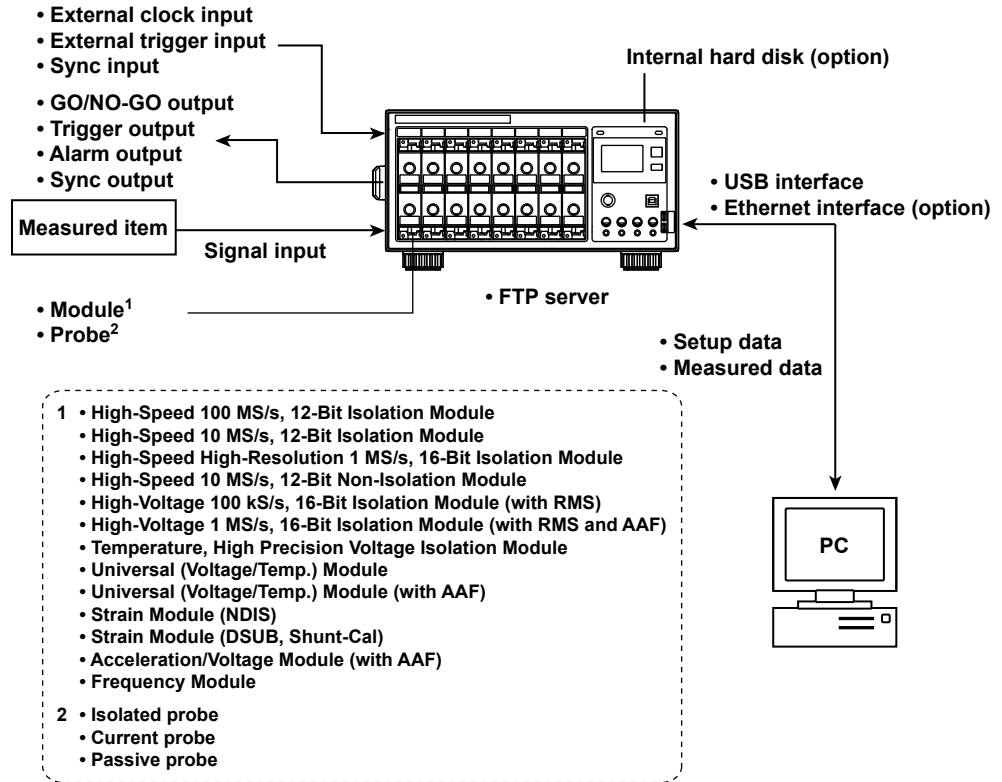 • External clock input
• External trigger input
• Sync input
Internal hard disk (option)
• GO/NO-GO output
• Trigger output
• Alarm output
• Sync output
• USB interface
• Ethernet interface (option)
Measured item
Signal input
• Module1
• Probe2
• FTP server
• Setup data
• Measured data
1 • High-Speed 100 MS/s, 12-Bit Isolation Module
• High-Speed 10 MS/s, 12-Bit Isolation Module
• High-Speed High-Resolution 1 MS/s, 16-Bit Isolation Module
• High-Speed 10 MS/s, 12-Bit Non-Isolation Module
• High-Voltage 100 kS/s, 16-Bit Isolation Module (with RMS)
• High-Voltage 1 MS/s, 16-Bit Isolation Module (with RMS and AAF)
• Temperature, High Precision Voltage Isolation Module
• Universal (Voltage/Temp.) Module
• Universal (Voltage/Temp.) Module (with AAF)
• Strain Module (NDIS)
• Strain Module (DSUB, Shunt-Cal)
• Acceleration/Voltage Module (with AAF)
• Frequency Module
2 • Isolated probe
• Current probe
• Passive probe
PC